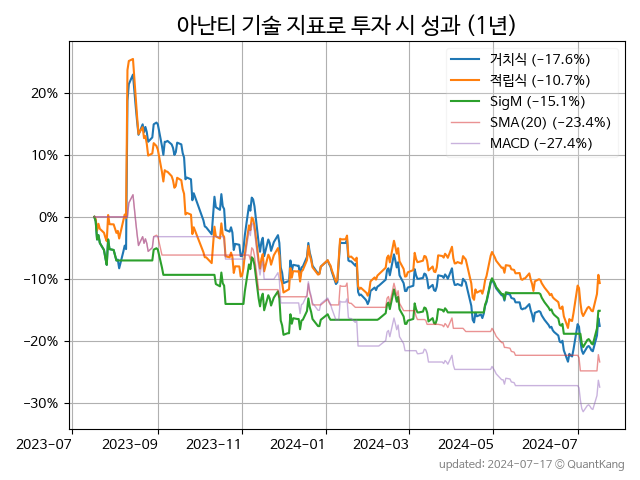 아난티 기술 지표로 투자 시 성과 (1년)
거치식 (−17.6%)
적립식 (−10.7%)
SigM (−15.1%)
SMA(20) (−23.4%)
MACD (−27.4%)
20%
10%
0%
−10%
−20%
−30%
2023-07 2023-09 2023-11 2024-01 2024-03 2024-05 2024-07
updated: 2024-07-17 © QuantKang